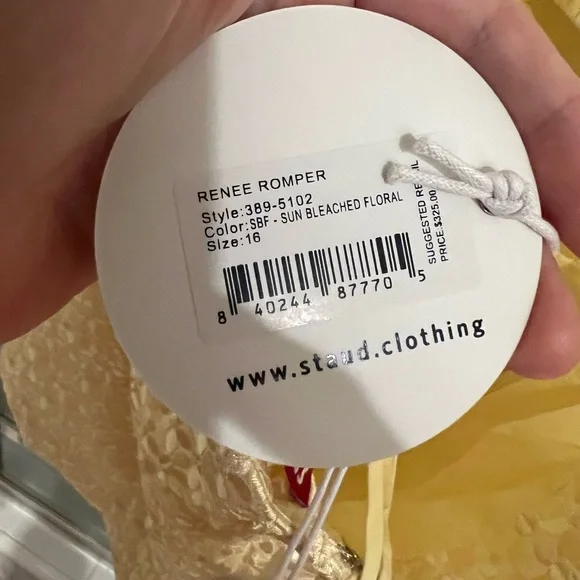 RENEE ROMPER
Style:389-5102
Color:SBF - SUN BLEACHED FLORAL
Size:16
8 40244 87770 5
SUGGESTED
PRICE.$325.00
www.staud.clothing